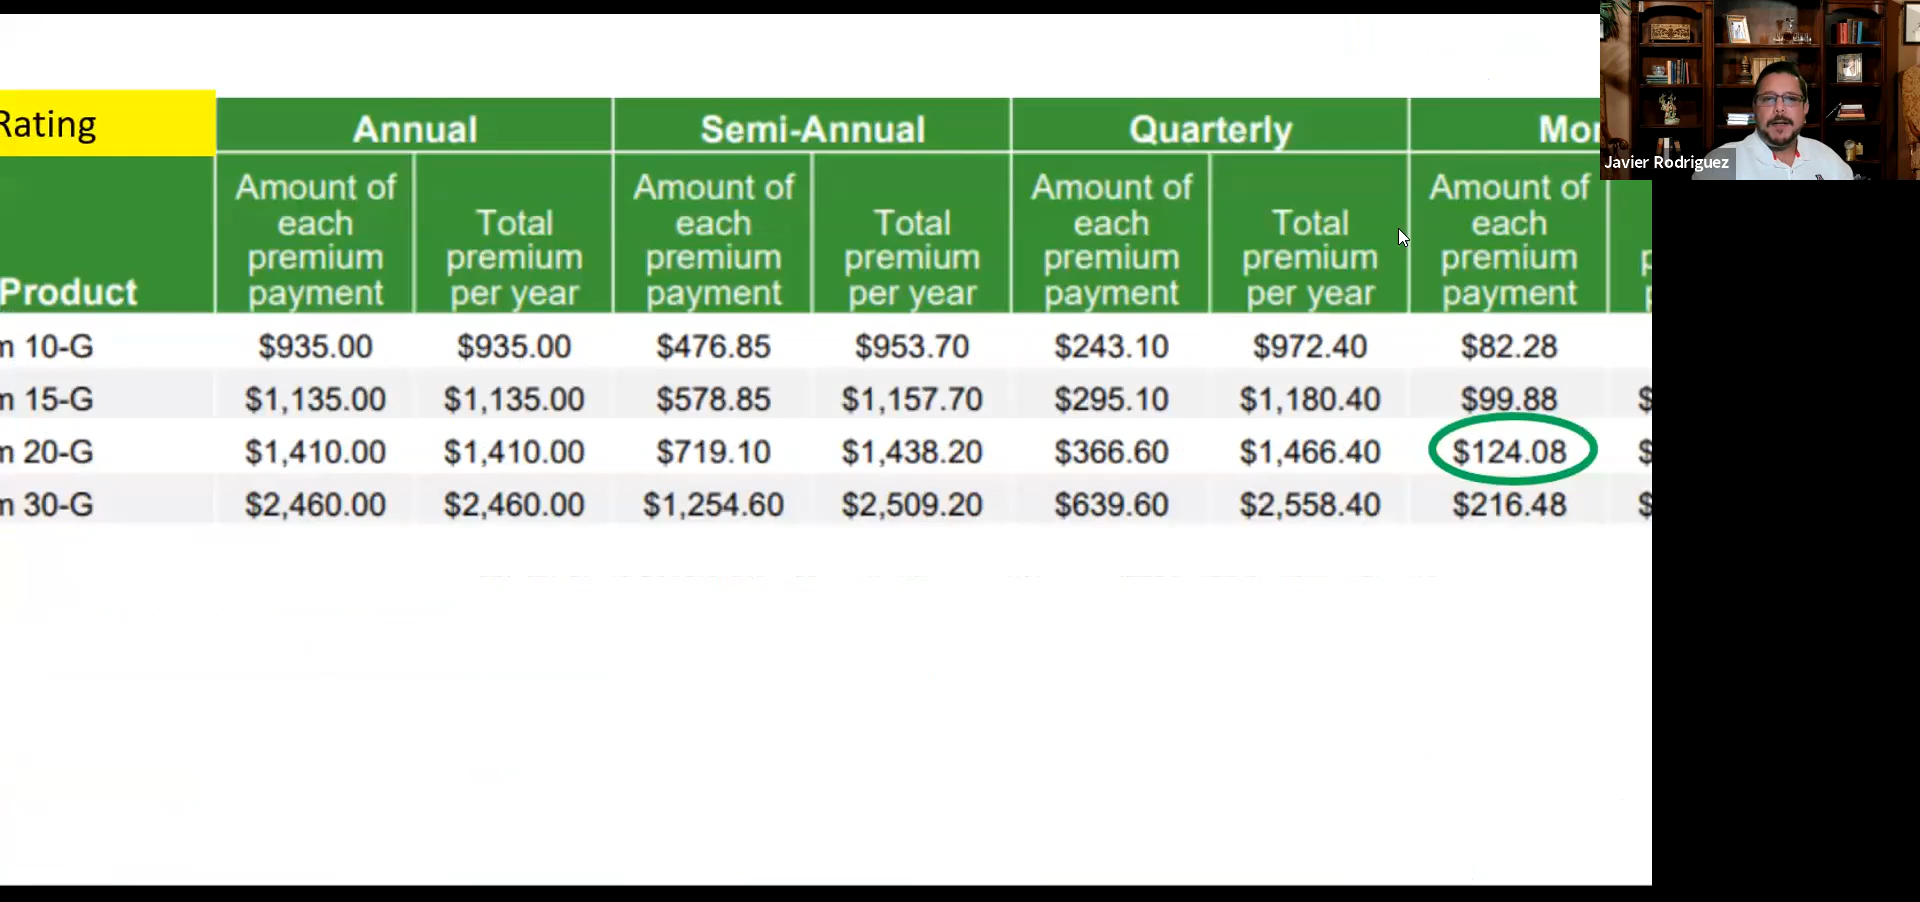 Rating
Annual Semi-Annual Quarterly
Amount of each premium payment Total premium per year Amount of each premium payment Total premium per year Amount of each premium payment Total premium per year Amount of each premium payment
Product
10-G $935.00 $935.00 $476.85 $953.70 $243.10 $972.40 $82.28
15-G $1,135.00 $1,135.00 $578.85 $1,157.70 $295.10 $1,180.40 $99.88 $
20-G $1,410.00 $1,410.00 $719.10 $1,438.20 $366.60 $1,466.40 $124.08 $
30-G $2,460.00 $2,460.00 $1,254.60 $2,509.20 $639.60 $2,558.40 $216.48 $
Javier Rodriguez